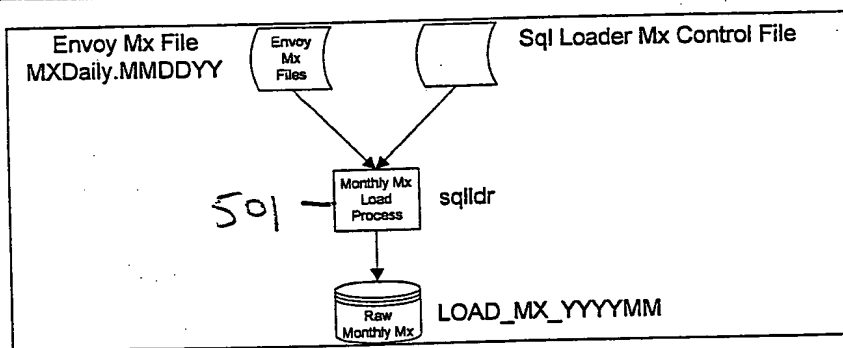 Envoy Mx File
MXDaily.MMDDYY
Envoy
Mx
Files
Sql Loader Mx Control File
501
Monthly Mx
Load
Process
sqlldr
Raw
Monthly Mx
LOAD_MX_YYYYMM